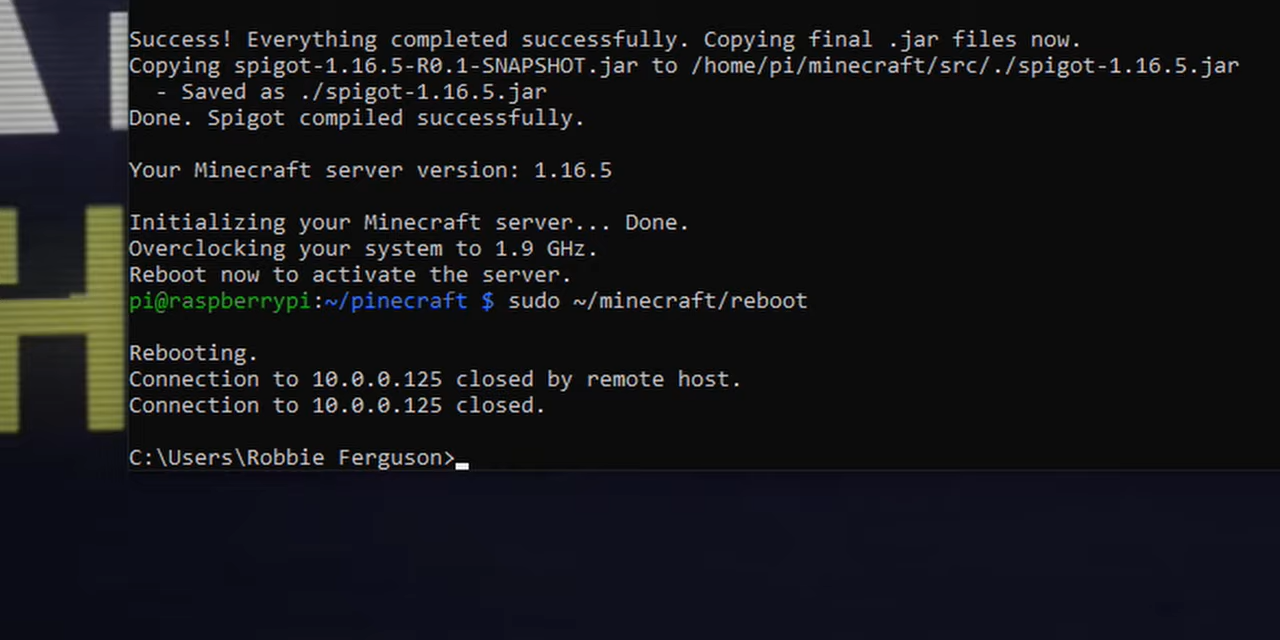 Success! Everything completed successfully. Copying final .jar files now.
Copying spigot-1.16.5-R0.1-SNAPSHOT.jar to /home/pi/minecraft/src/./spigot-1.16.5.jar
  - Saved as ./spigot-1.16.5.jar
Done. Spigot compiled successfully.
Your Minecraft server version: 1.16.5
Initializing your Minecraft server... Done.
Overclocking your system to 1.9 GHz.
Reboot now to activate the server.
pi@raspberrypi:~/pinecraft $ sudo ~/minecraft/reboot
Rebooting.
Connection to 10.0.0.125 closed by remote host.
Connection to 10.0.0.125 closed.
C:\Users\Robbie Ferguson>